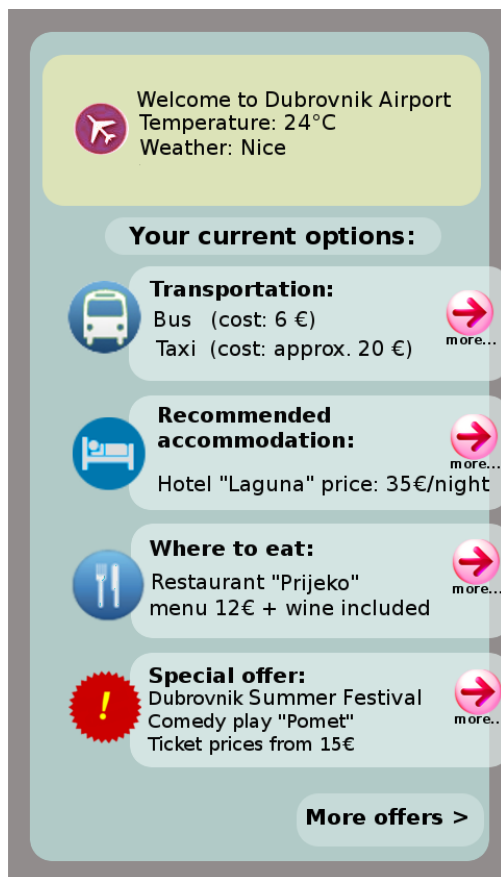 Welcome to Dubrovnik Airport
Temperature: 24°C
Weather: Nice
Your current options:
Transportation:
Bus (cost: 6 €)
Taxi (cost: approx. 20 €)
more...
Recommended
accommodation:
more...
Hotel "Laguna" price: 35€/night
Where to eat:
Restaurant "Prijeko"
menu 12€ + wine included
more...
Special offer:
Dubrovnik Summer Festival
Comedy play "Pomet"
Ticket prices from 15€
more..
!
More offers >